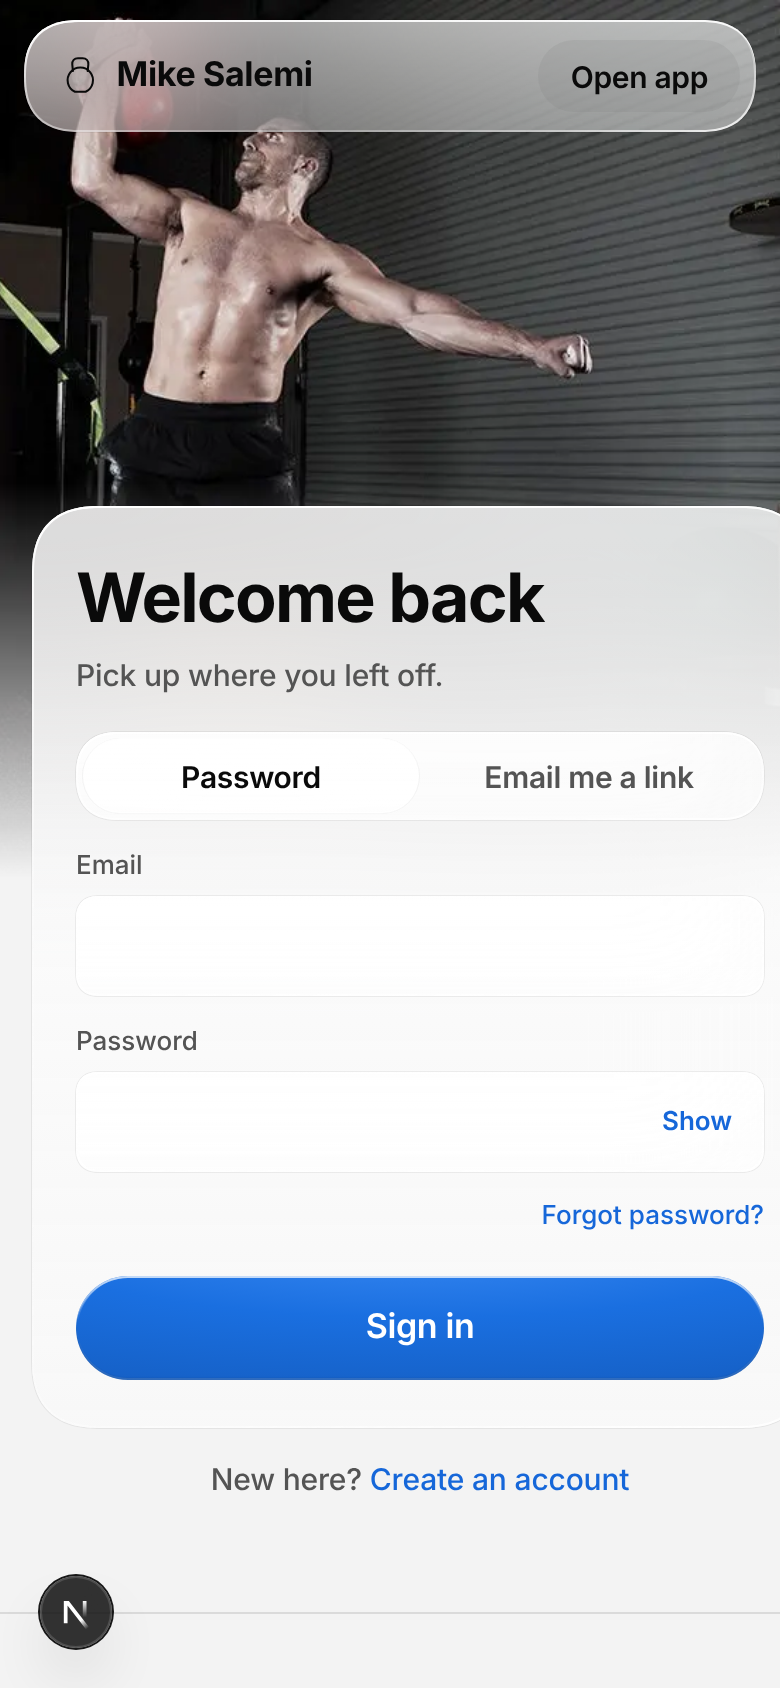 Mike Salemi
Open app
Welcome back
Pick up where you left off.
Password
Email me a link
Email
Password
Show
Forgot password?
Sign in
New here? Create an account
N